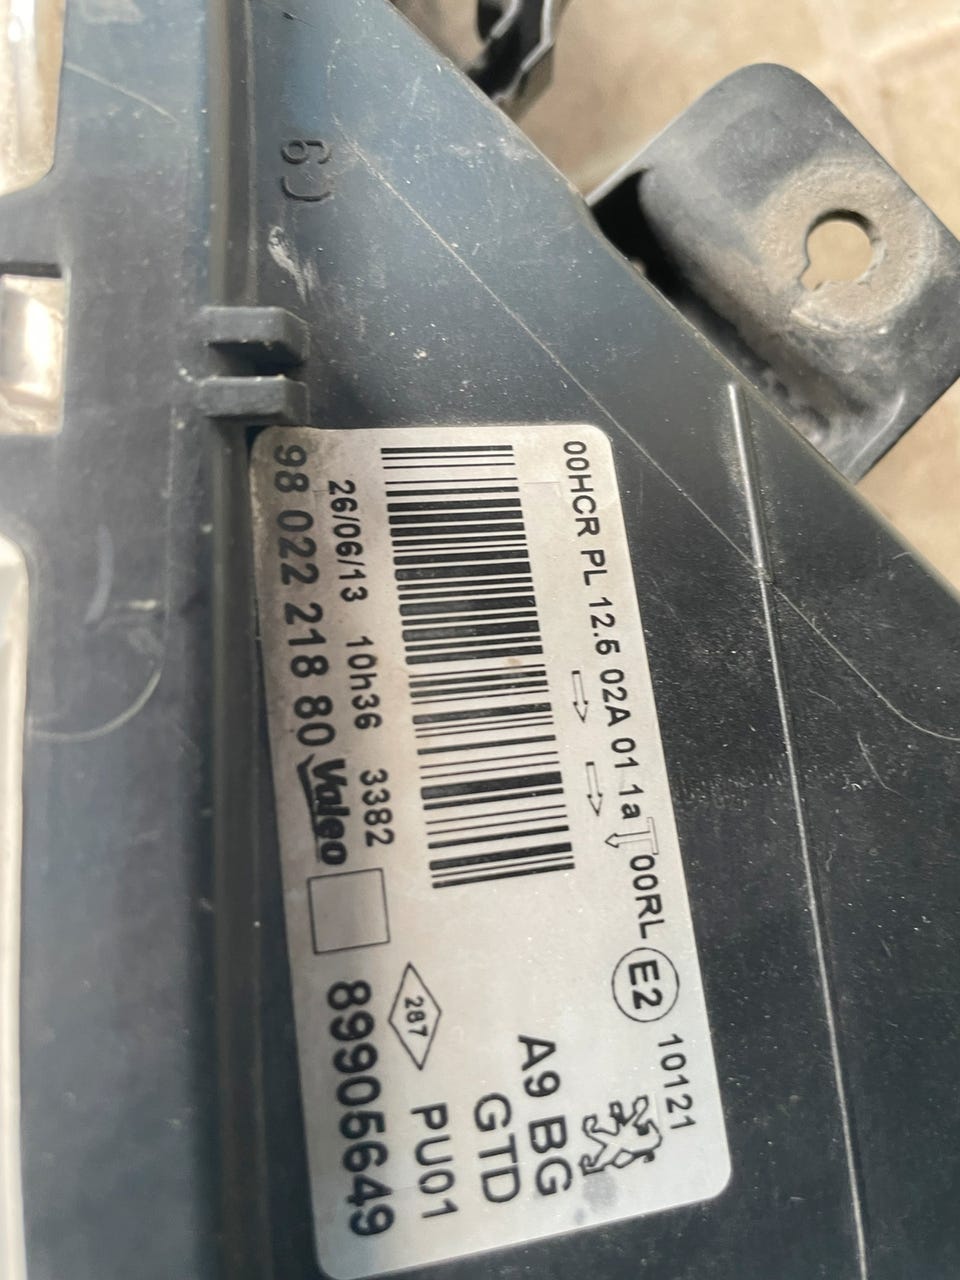 6)
00HCR PL 12.5 02A 01 1a 00RL E2 10121
A9 BG
GTD
287 PU01
26/06/13 10h36 3382
98 022 218 80 Valeo 89905649